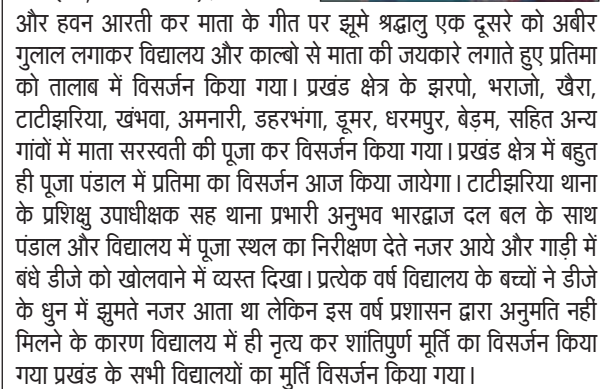 और हवन आरती कर माता के गीत पर झूमे श्रद्धालु एक दूसरे को अबीर
गुलाल लगाकर विद्यालय और काल्बो से माता की जयकारे लगाते हुए प्रतिमा
को तालाब में विसर्जन किया गया। प्रखंड क्षेत्र के झरपो, भराजो, खैरा,
टाटीझरिया, खंभवा, अमनारी, डहरभंगा, डूमर, धरमपुर, बेड़म, सहित अन्य
गांवों में माता सरस्वती की पूजा कर विसर्जन किया गया। प्रखंड क्षेत्र में बहुत
ही पूजा पंडाल में प्रतिमा का विसर्जन आज किया जायेगा। टाटीझरिया थाना
के प्रशिक्षु उपाधीक्षक सह थाना प्रभारी अनुभव भारद्वाज दल बल के साथ
पंडाल और विद्यालय में पूजा स्थल का निरीक्षण देते नजर आये और गाड़ी में
बंधे डीजे को खोलवाने में व्यस्त दिखा। प्रत्येक वर्ष विद्यालय के बच्चों ने डीजे
के धुन में झुमते नजर आता था लेकिन इस वर्ष प्रशासन द्वारा अनुमति नही
मिलने के कारण विद्यालय में ही नृत्य कर शांतिपुर्ण मूर्ति का विसर्जन किया
गया प्रखंड के सभी विद्यालयों का मुर्ति विसर्जन किया गया।